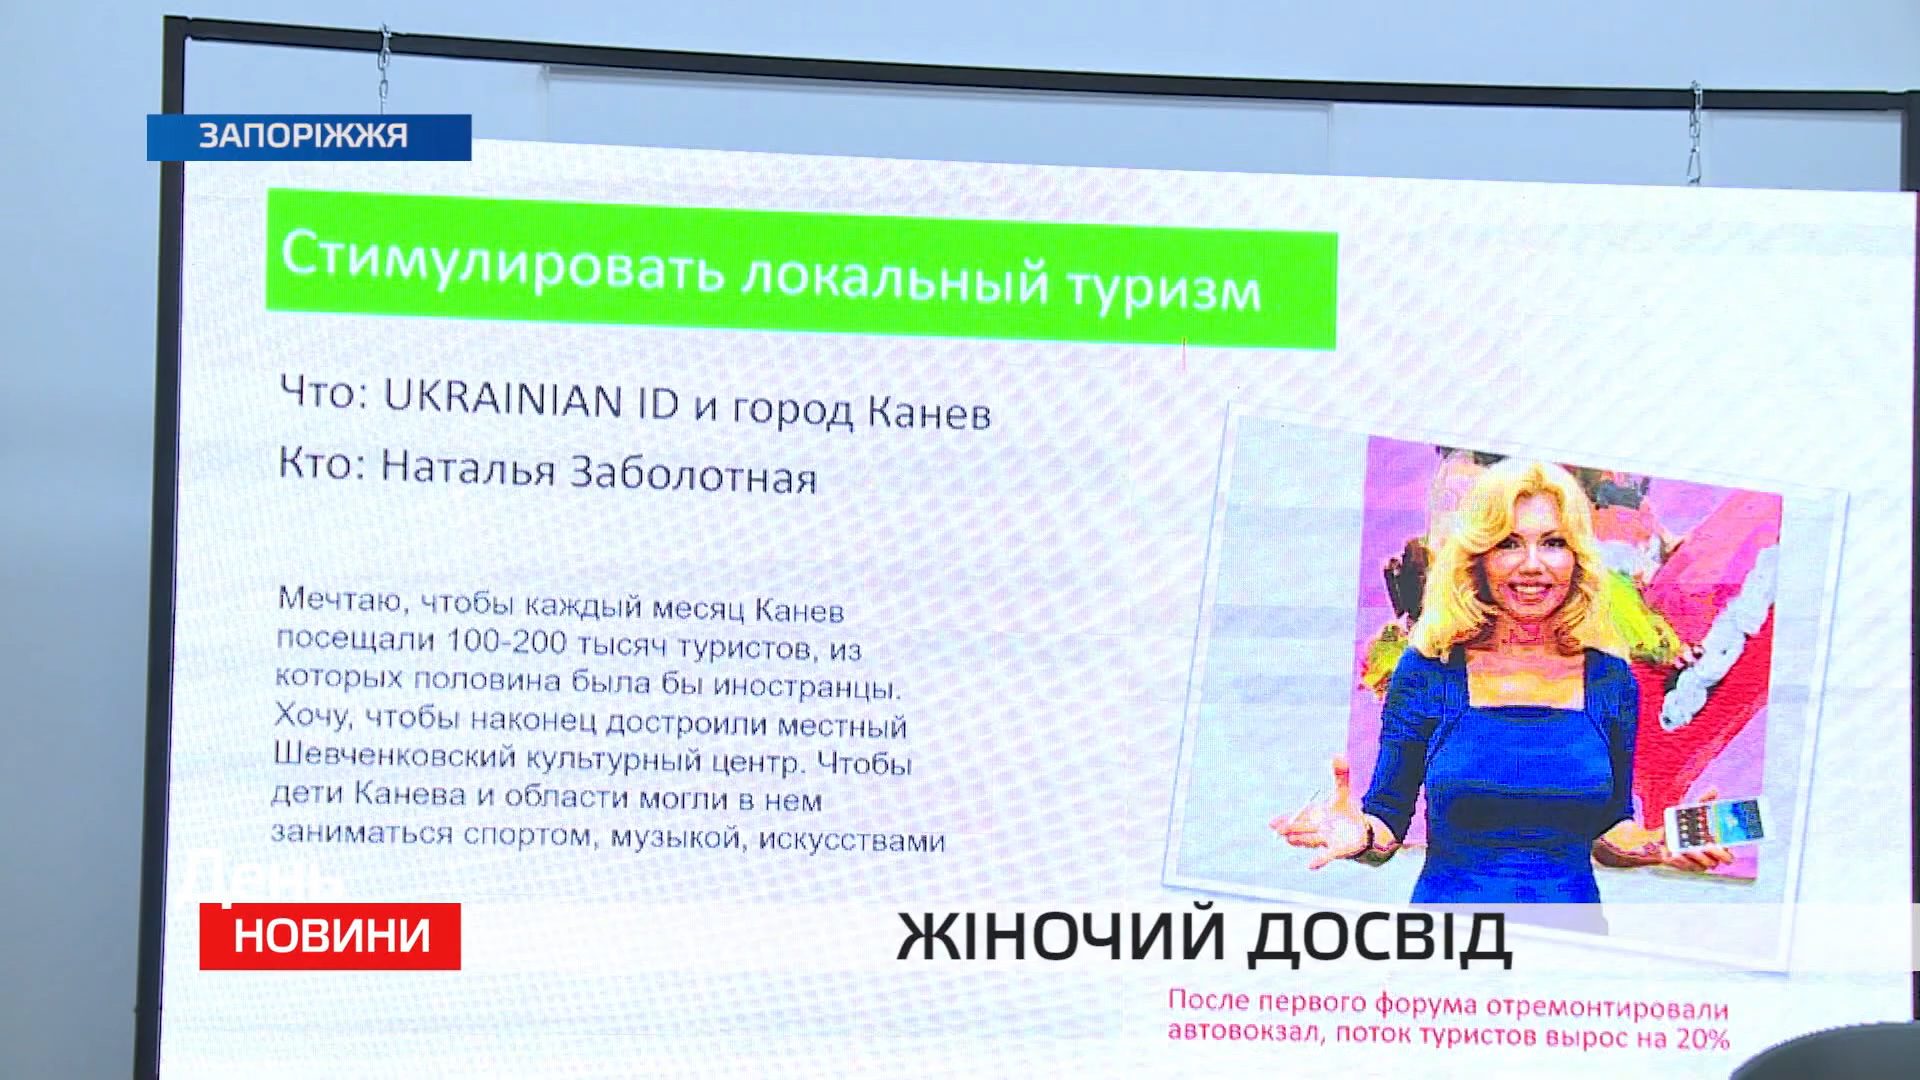 ЗАПОРІЖЖЯ
Стимулировать локальный туризм
Что: UKRAINIAN ID и город Канев
Кто: Наталья Заболотная
Мечтаю, чтобы каждый месяц Канев
посещали 100-200 тысяч туристов, из
которых половина была бы иностранцы.
Хочу, чтобы наконец достроили местный
Шевченковский культурный центр. Чтобы
дети Канева и области могли в нем
заниматься спортом, музыкой, искусствами
День
НОВИНИ
ЖІНОЧИЙ ДОСВІД
После первого форума отремонтировали
автовокзал, поток туристов вырос на 20%